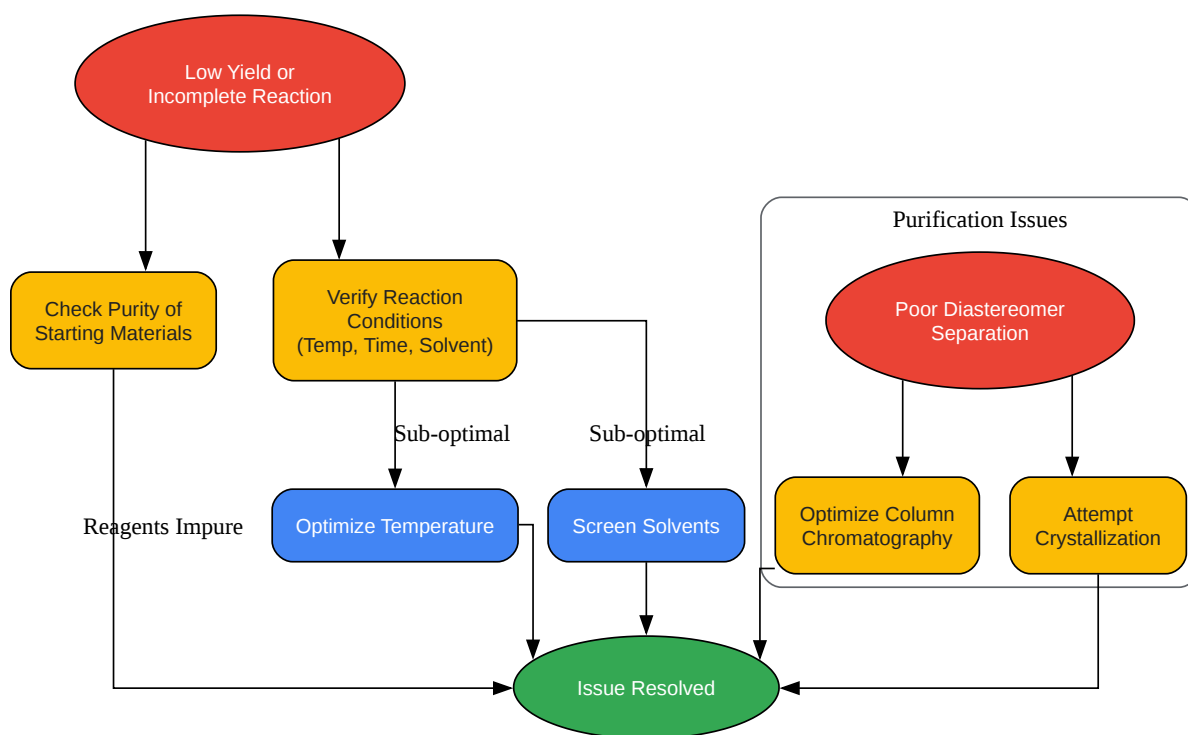 Low Yield or
Incomplete Reaction
Purification Issues
Check Purity of
Starting Materials
Verify Reaction
Conditions
(Temp, Time, Solvent)
Poor Diastereomer
Separation
Sub-optimal
Sub-optimal
Reagents Impure
Optimize Temperature
Screen Solvents
Optimize Column
Chromatography
Attempt
Crystallization
Issue Resolved